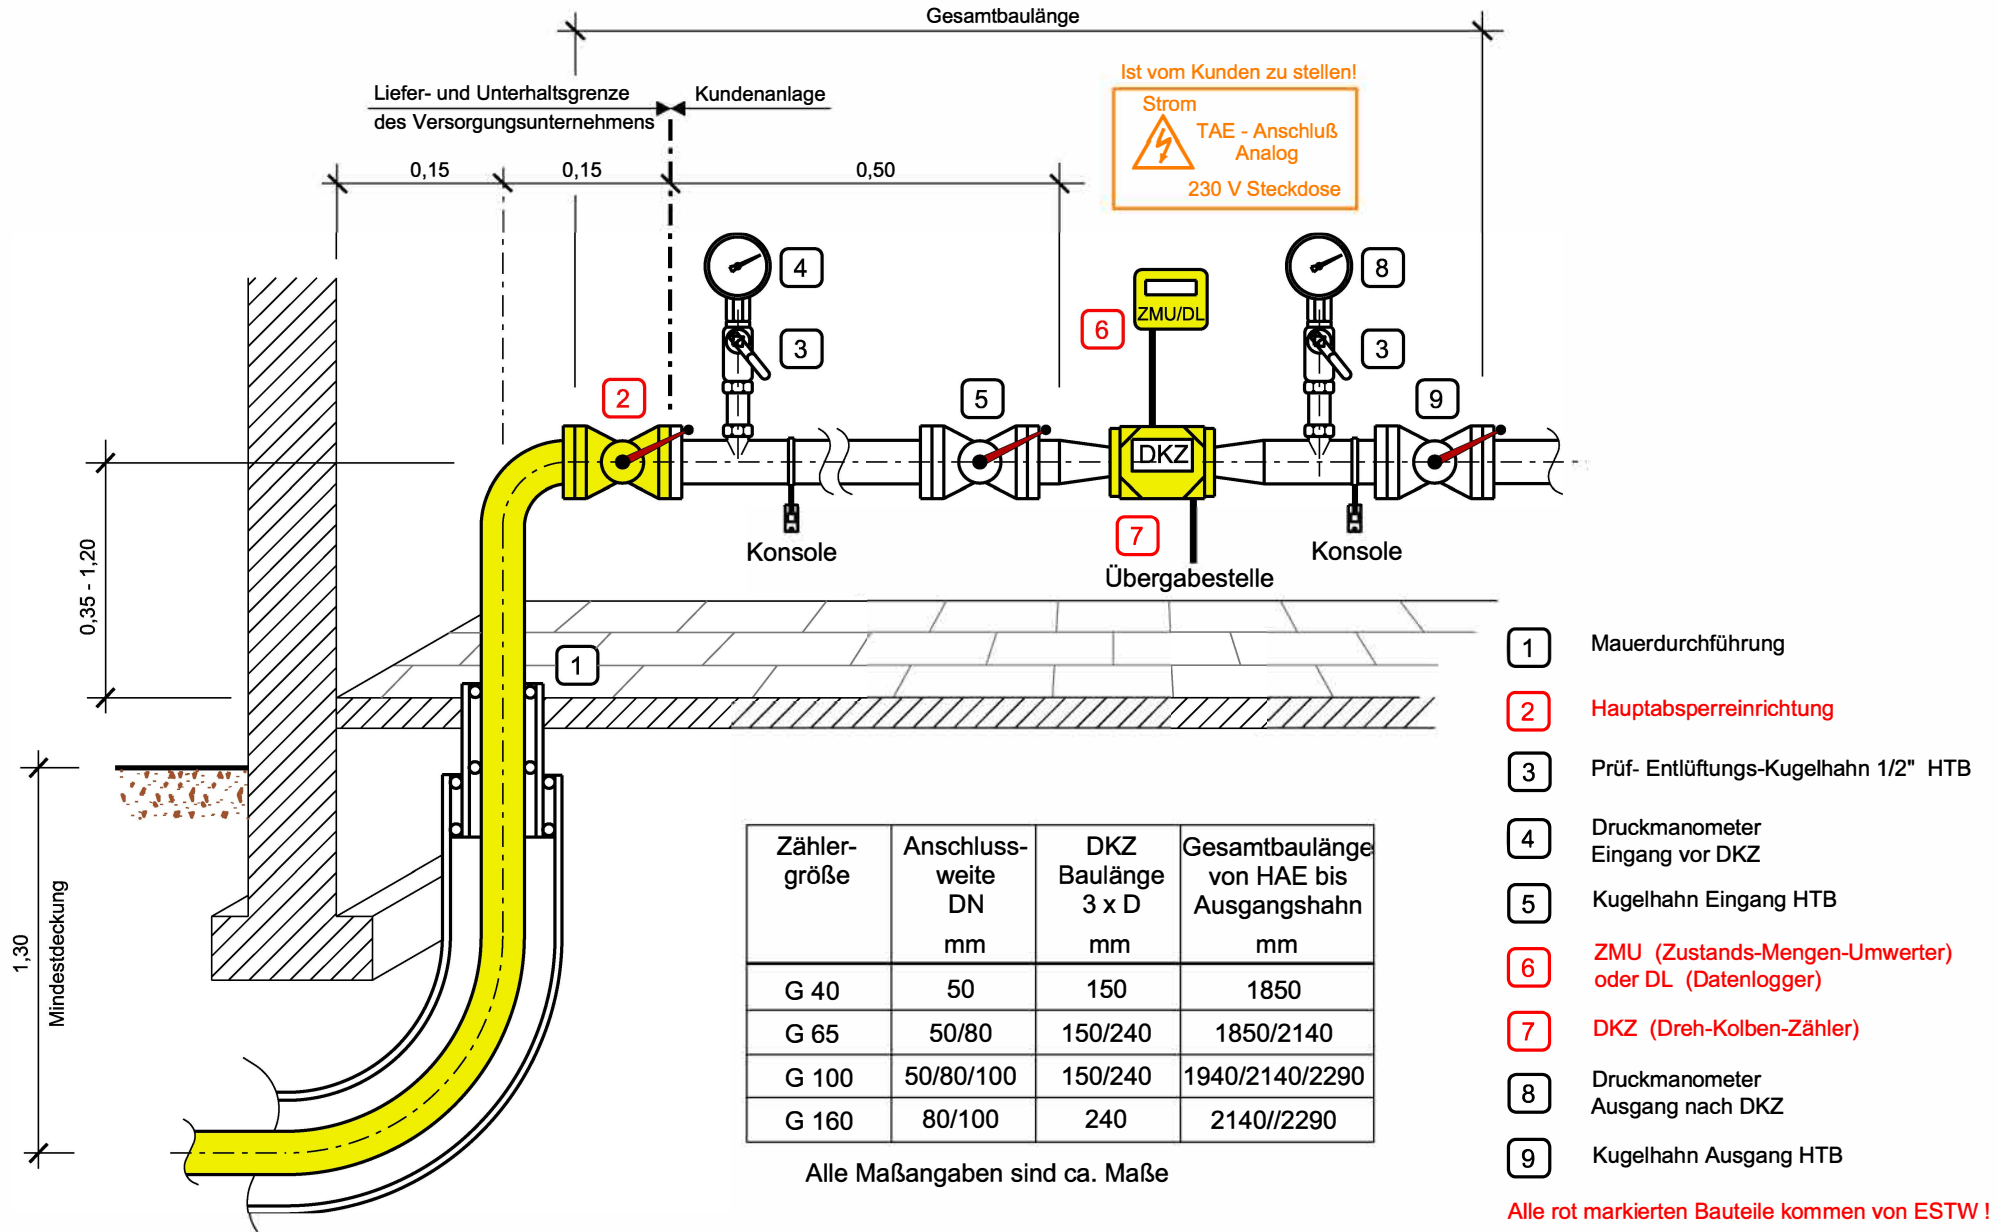 Gesamtbaulänge
Ist vom Kunden zu stellen!
Liefer- und Unterhaltsgrenze
des Versorgungsunternehmens
Kundenanlage
Strom
TAE - Anschluß
Analog
230 V Steckdose
0,15
0,15
0,50
4
8
ZMU/DL
6
3
3
2
5
9
DKZ
7
Konsole
Konsole
Übergabestelle
0,35 - 1,20
1
1,30
Mindestdeckung
1 Mauerdurchführung
2 Hauptabsperreinrichtung
3 Prüf- Entlüftungs-Kugelhahn 1/2" HTB
4 Druckmanometer
Eingang vor DKZ
5 Kugelhahn Eingang HTB
6 ZMU (Zustands-Mengen-Umwerter)
oder DL (Datenlogger)
7 DKZ (Dreh-Kolben-Zähler)
8 Druckmanometer
Ausgang nach DKZ
9 Kugelhahn Ausgang HTB
Alle rot markierten Bauteile kommen von ESTW !
Zähler- Anschluss- DKZ Gesamtbaulänge
größe weite Baulänge von HAE bis
DN 3 x D Ausgangshahn
mm mm mm
G 40 50 150 1850
G 65 50/80 150/240 1850/2140
G 100 50/80/100 150/240 1940/2140/2290
G 160 80/100 240 2140//2290
Alle Maßangaben sind ca. Maße